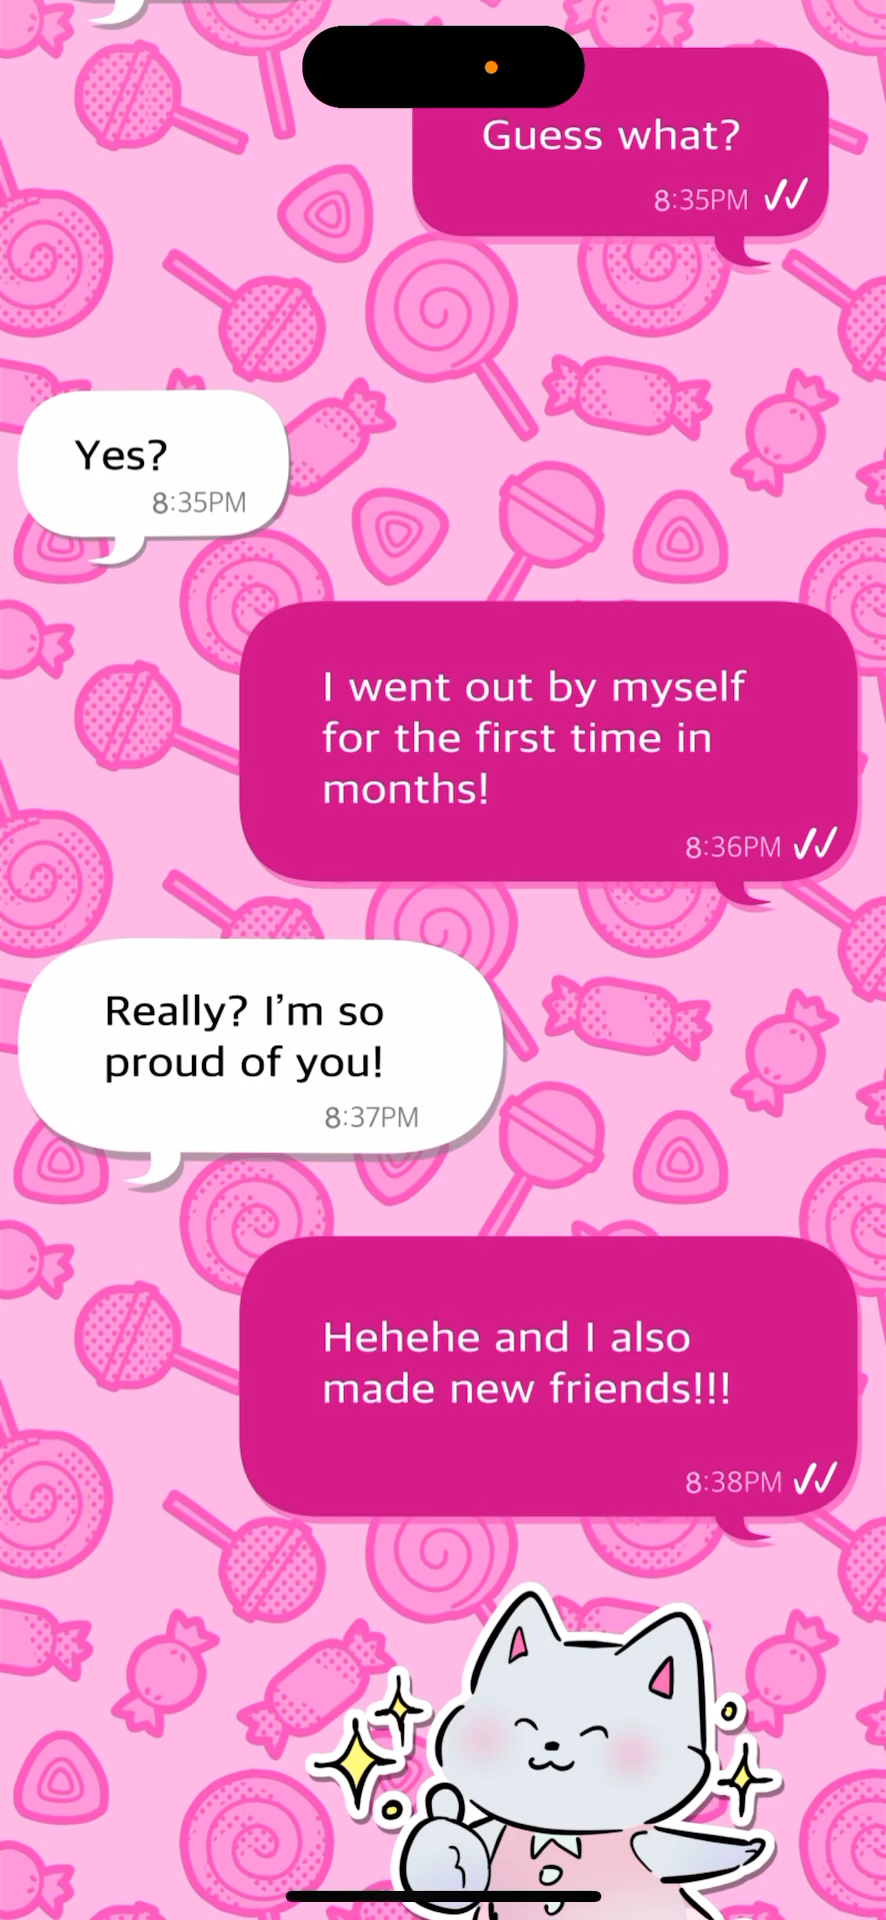 Guess what?
8:35PM
Yes?
8:35PM
I went out by myself
for the first time in
months!
8:36PM
Really? I’m so
proud of you!
8:37PM
Hehehe and I also
made new friends!!!
8:38PM